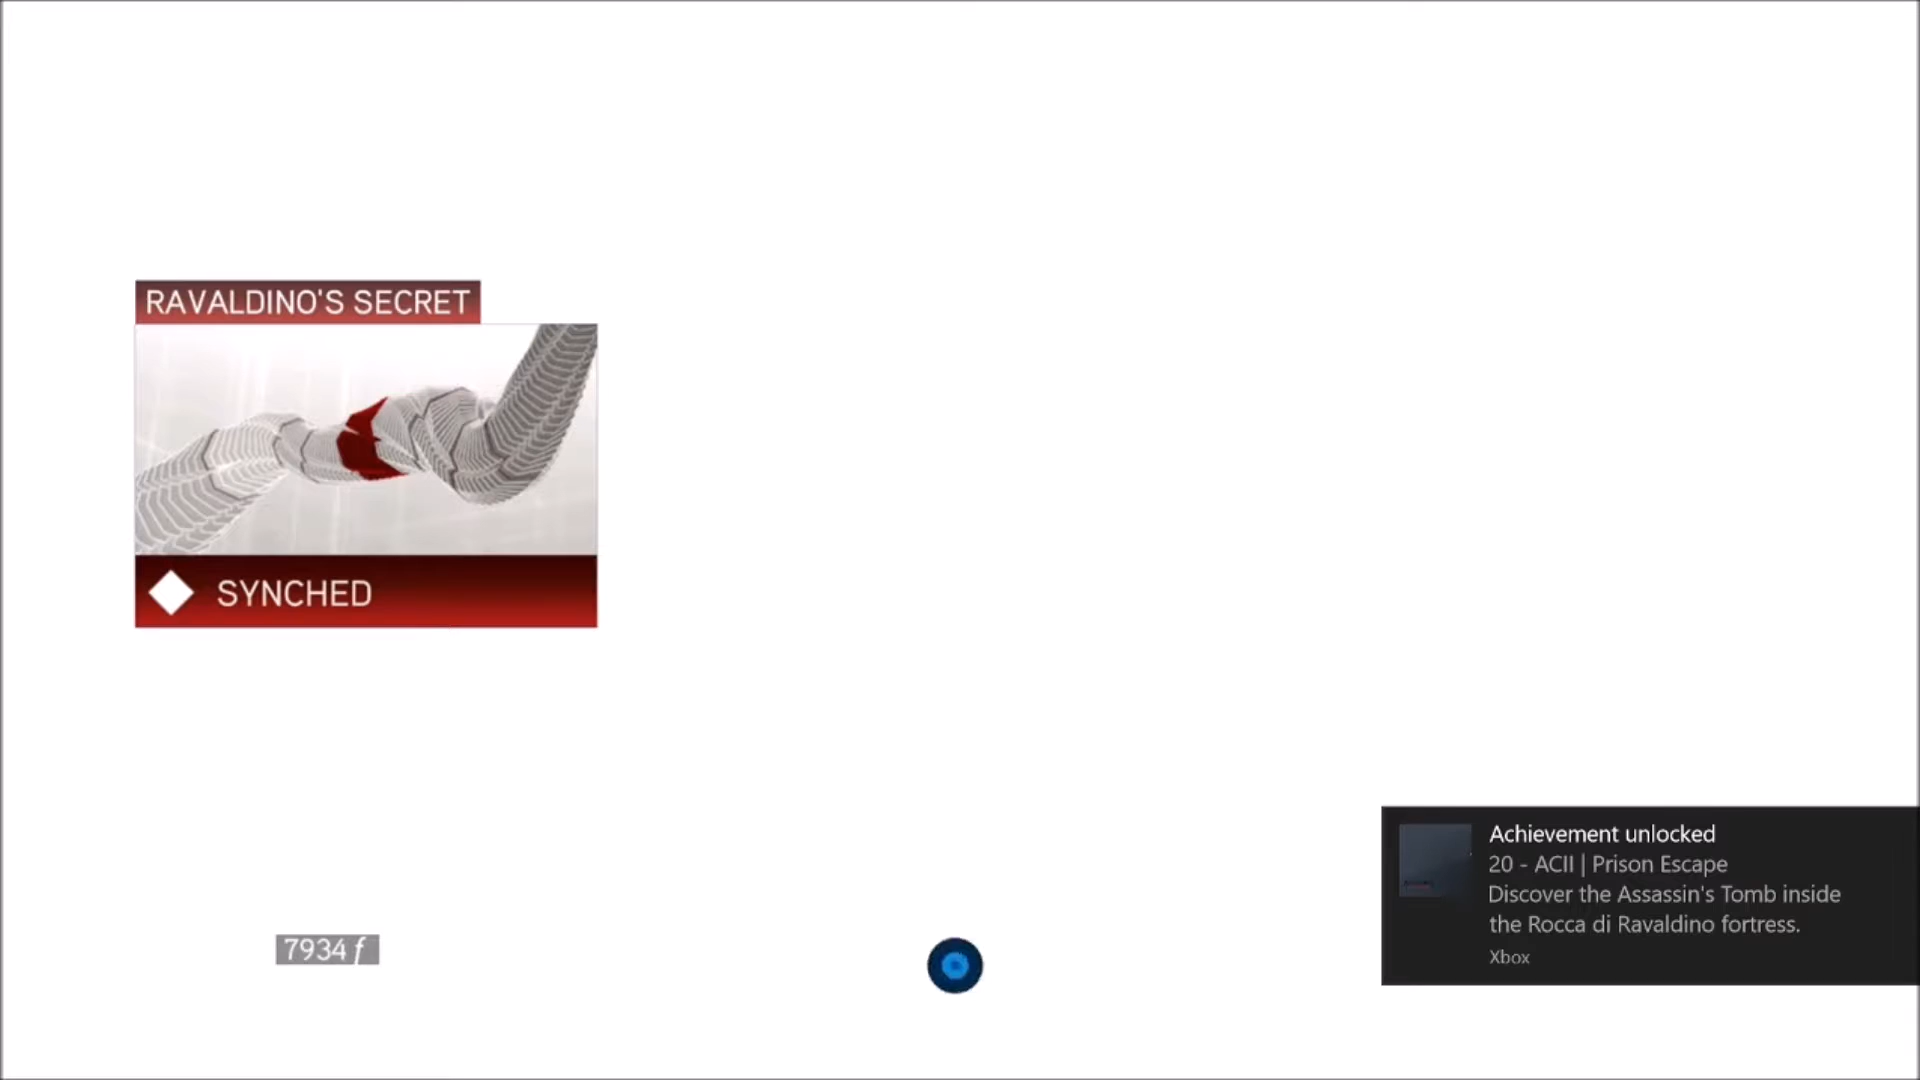 RAVALDINO'S SECRET
SYNCHED
7934 ƒ
Achievement unlocked
20 - ACII | Prison Escape
Discover the Assassin's Tomb inside
the Rocca di Ravaldino fortress.
Xbox